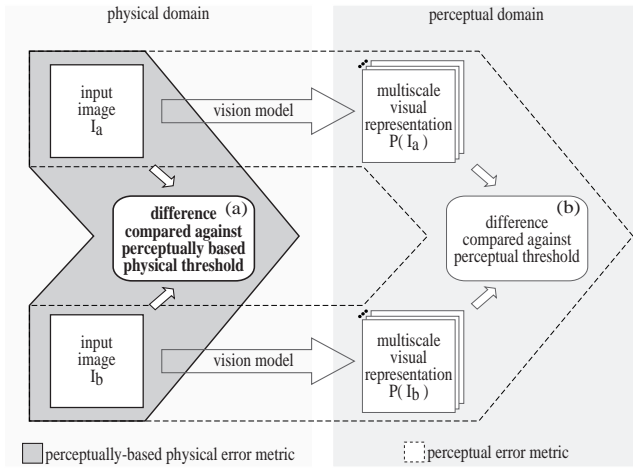 physical domain
perceptual domain
input
image
Ia
vision model
multiscale
visual
representation
P( Ia )
(a)
difference
compared against
perceptually based
physical threshold
(b)
difference
compared against
perceptual threshold
input
image
Ib
vision model
multiscale
visual
representation
P( Ib )
perceptually-based physical error metric
perceptual error metric